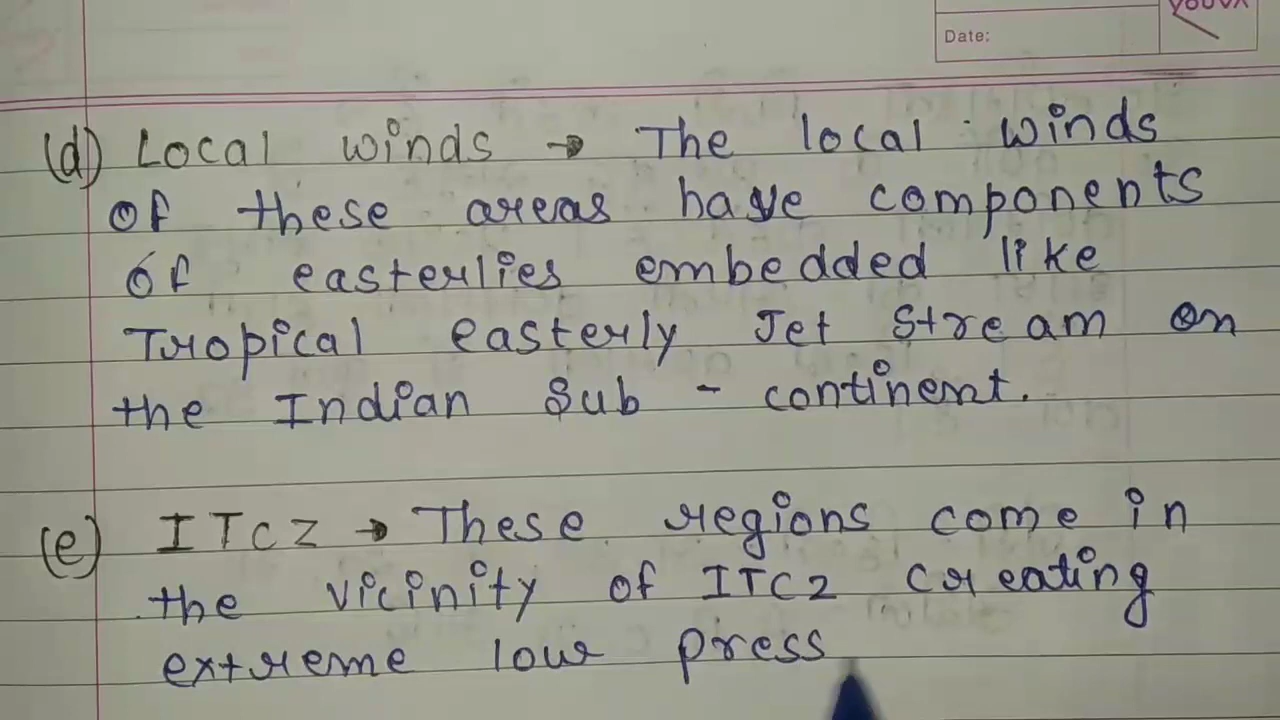 YOUVA
Date:
(d) Local winds → The local winds
of these areas have components
of easterlies embedded like
Tropical easterly Jet Stream on
the Indian Sub - continent.
(e) ITCZ → These regions come in
the vicinity of ITCZ creating
extreme low press